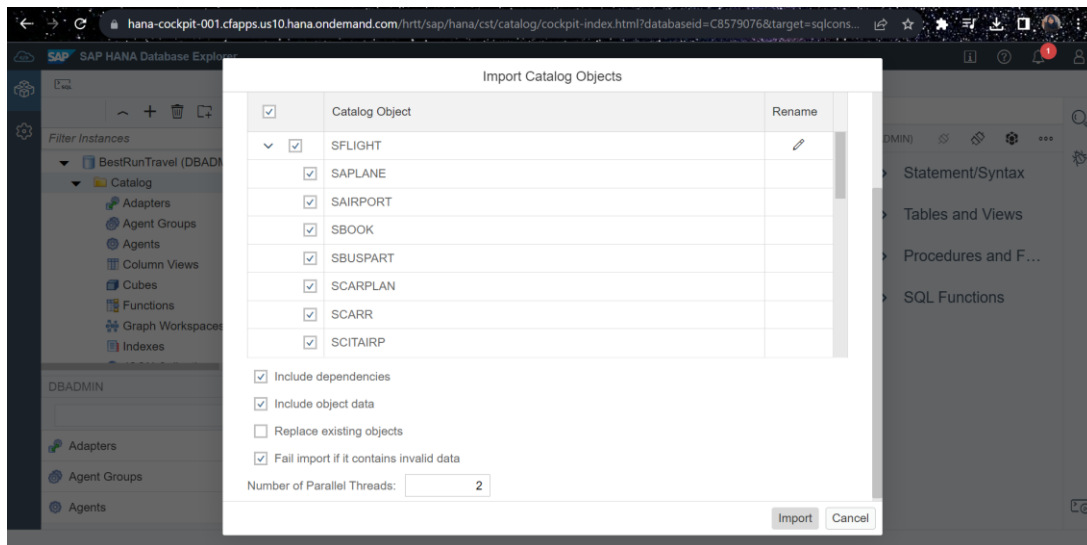 hana-cockpit-001.cfapps.us10.hana.ondemand.com/hrtt/sap/hana/cst/catalog/cockpit-index.html?databaseid=C8579076&target=sqlcons...
SAP SAP HANA Database Explorer
1
Import Catalog Objects
SQL
Filter Instances
BestRunTravel (DBADM
Catalog
Adapters
Agent Groups
Agents
Column Views
Cubes
Functions
Graph Workspaces
Indexes
DBADMIN
Adapters
Agent Groups
Agents
Catalog Object Rename
SFLIGHT
SAPLANE
SAIRPORT
SBOOK
SBUSPART
SCARPLAN
SCARR
SCITAIRP
Include dependencies
Include object data
Replace existing objects
Fail import if it contains invalid data
Number of Parallel Threads: 2
Import Cancel
DMIN)
Statement/Syntax
Tables and Views
Procedures and F...
SQL Functions